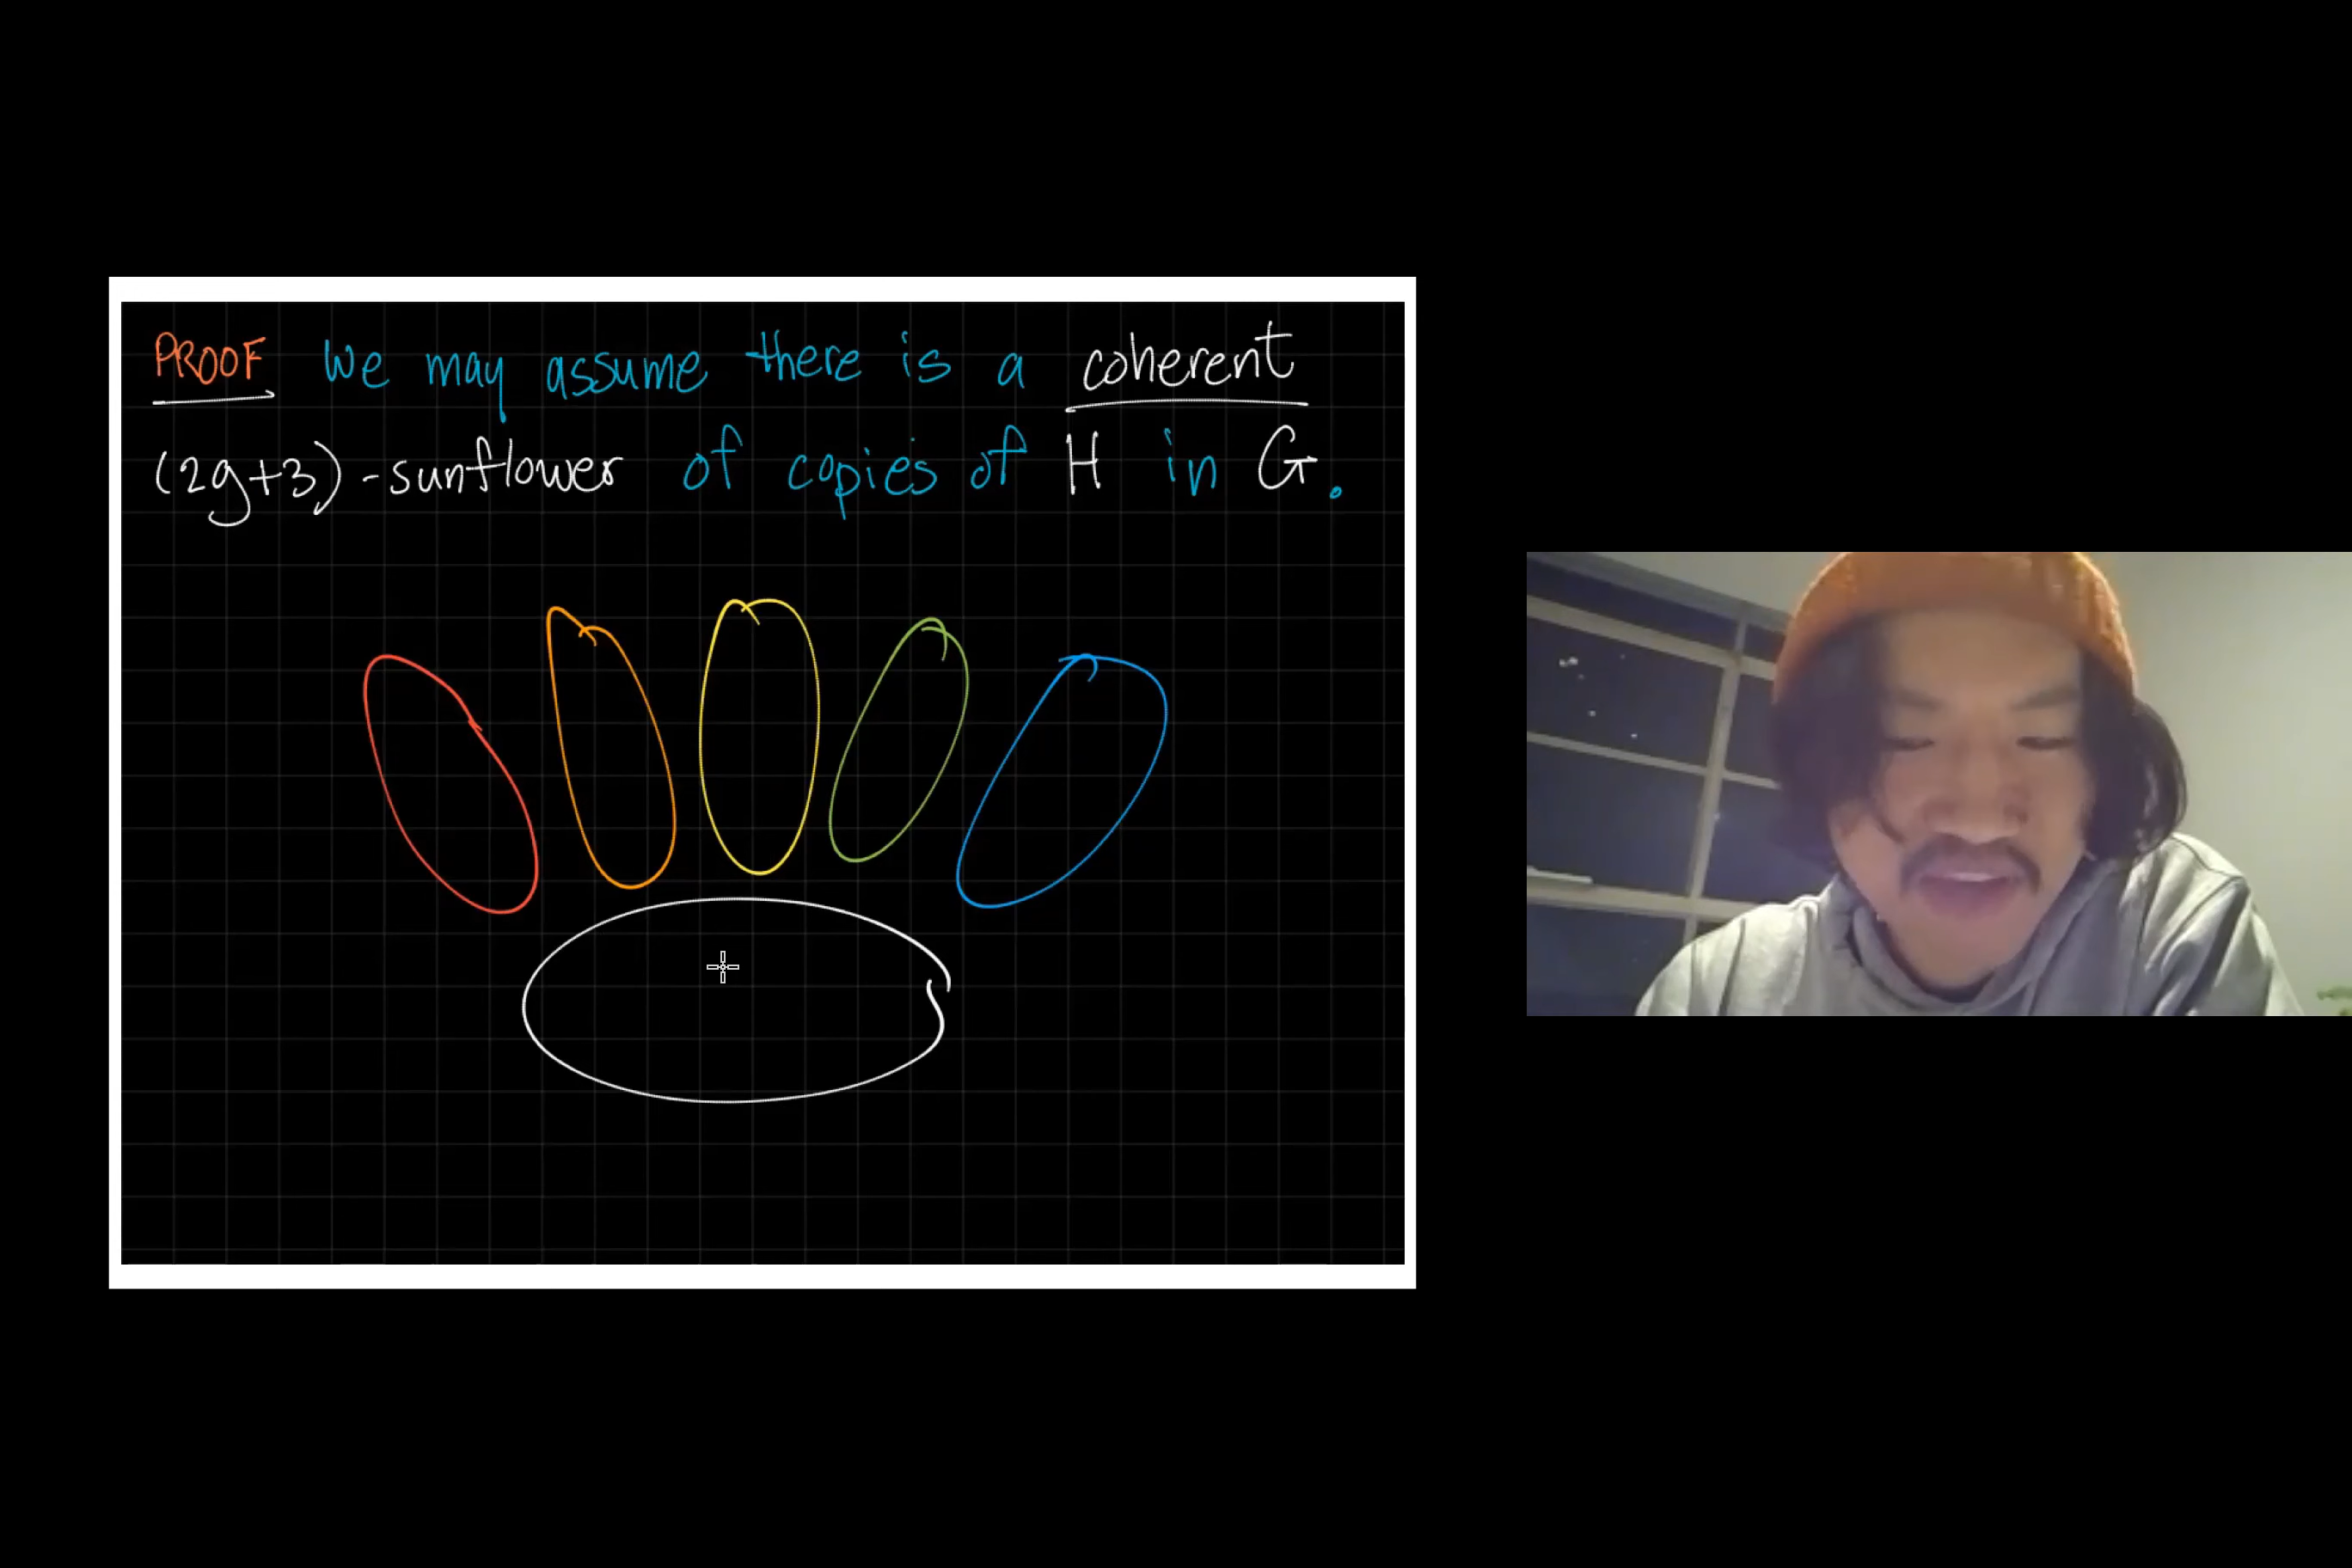 PROOF We may assume there is a coherent
(2g+3)-sunflower of copies of H in G.